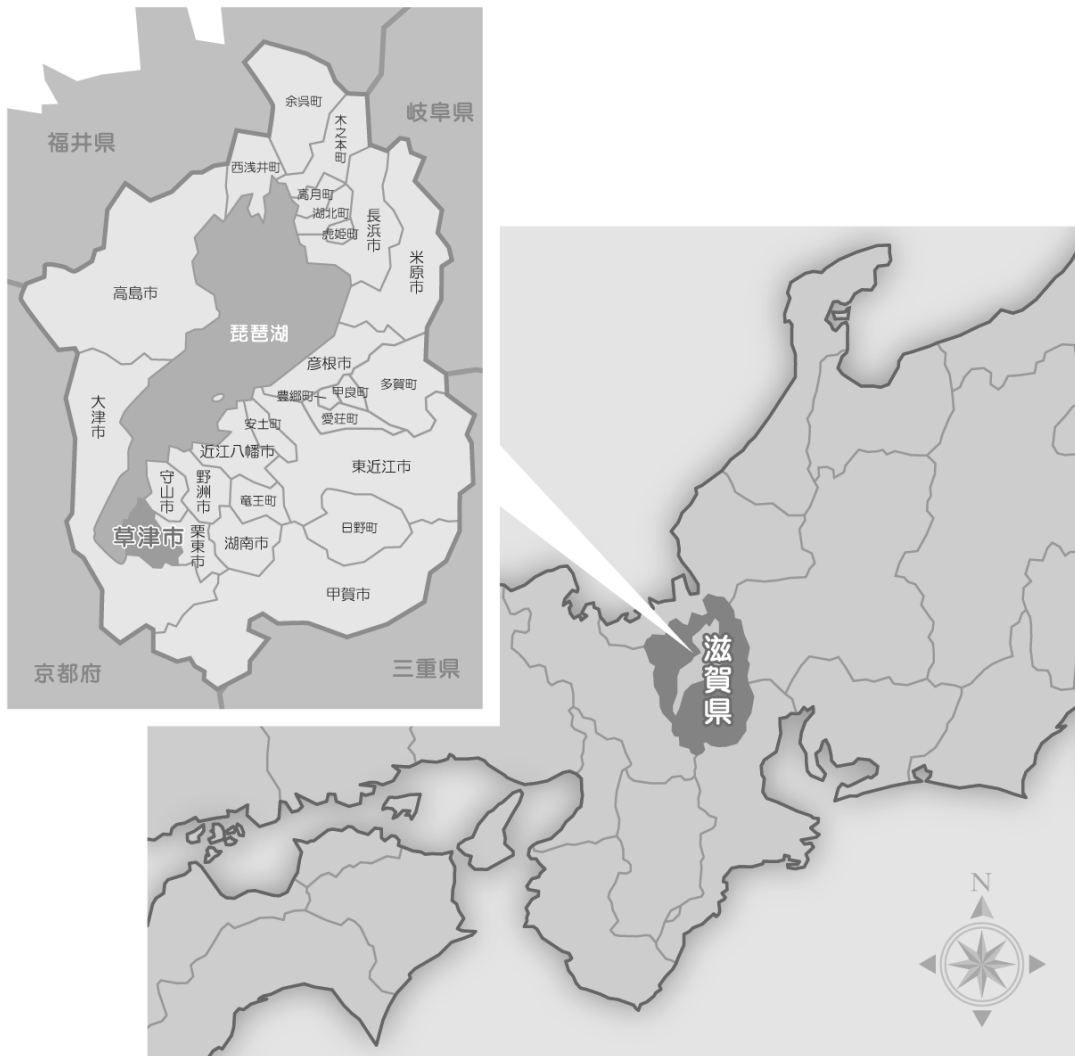 余呉町
岐阜県
福井県
木之本町
西浅井町
高月町
湖北町
長浜市
虎姫町
米原市
高島市
琵琶湖
彦根市
多賀町
大津市
豊郷町
甲良町
愛荘町
安土町
近江八幡市
東近江市
守山市
野洲市
竜王町
日野町
草津市
栗東市
湖南市
甲賀市
京都府
三重県
滋賀県
N